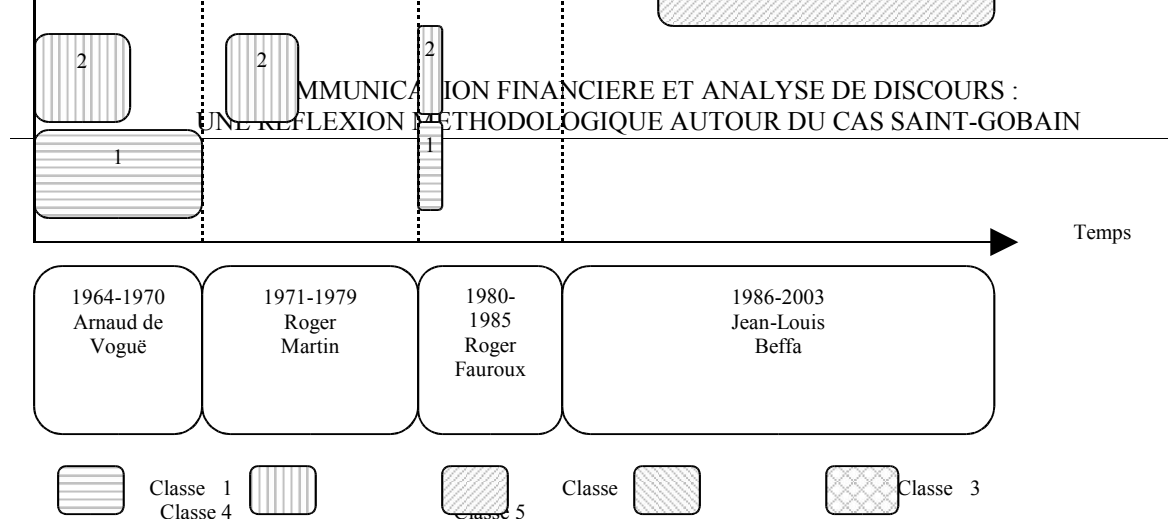 2
2
2
MMUNICA ION FINANCIERE ET ANALYSE DE DISCOURS :
UNE REFLEXION METHODOLOGIQUE AUTOUR DU CAS SAINT-GOBAIN
1
1
Temps
1964-1970
Arnaud de
Voguë
1971-1979
Roger
Martin
1980-
1985
Roger
Fauroux
1986-2003
Jean-Louis
Beffa
Classe 1
Classe
Classe 3
Classe 4
Classe 5